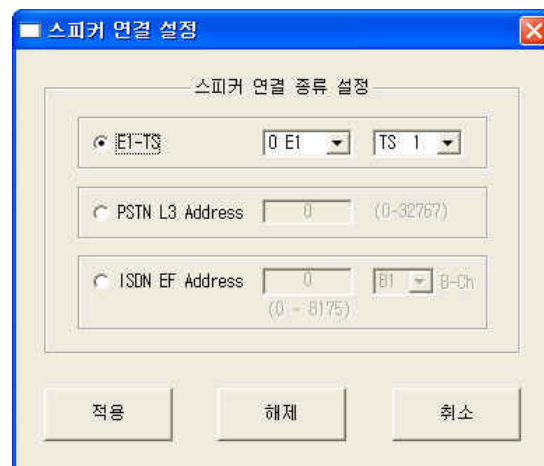 스피커 연결 설정
스피커 연결 종류 설정
E1-TS 0 E1 TS 1
PSTN L3 Address 0 (0-32767)
ISDN EF Address 0 B1 B-Ch
(0 - 8175)
적용 해제 취소